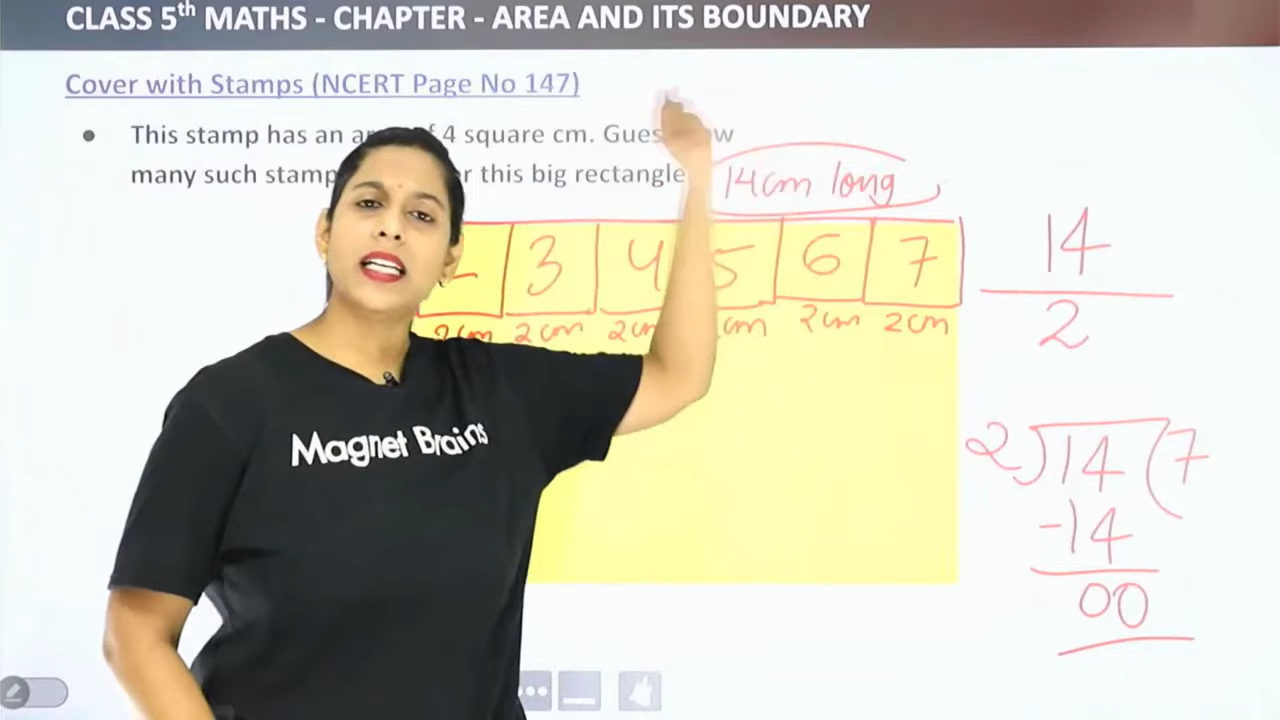 CLASS 5th MATHS - CHAPTER - AREA AND ITS BOUNDARY
Cover with Stamps (NCERT Page No 147)
● This stamp has an of 4 square cm.
many such this big rectangle
14cm long
3 4 5 6 7
2cm 2cm 2cm 2cm
14
2
2)14(7
-14
00
Magnet Brains